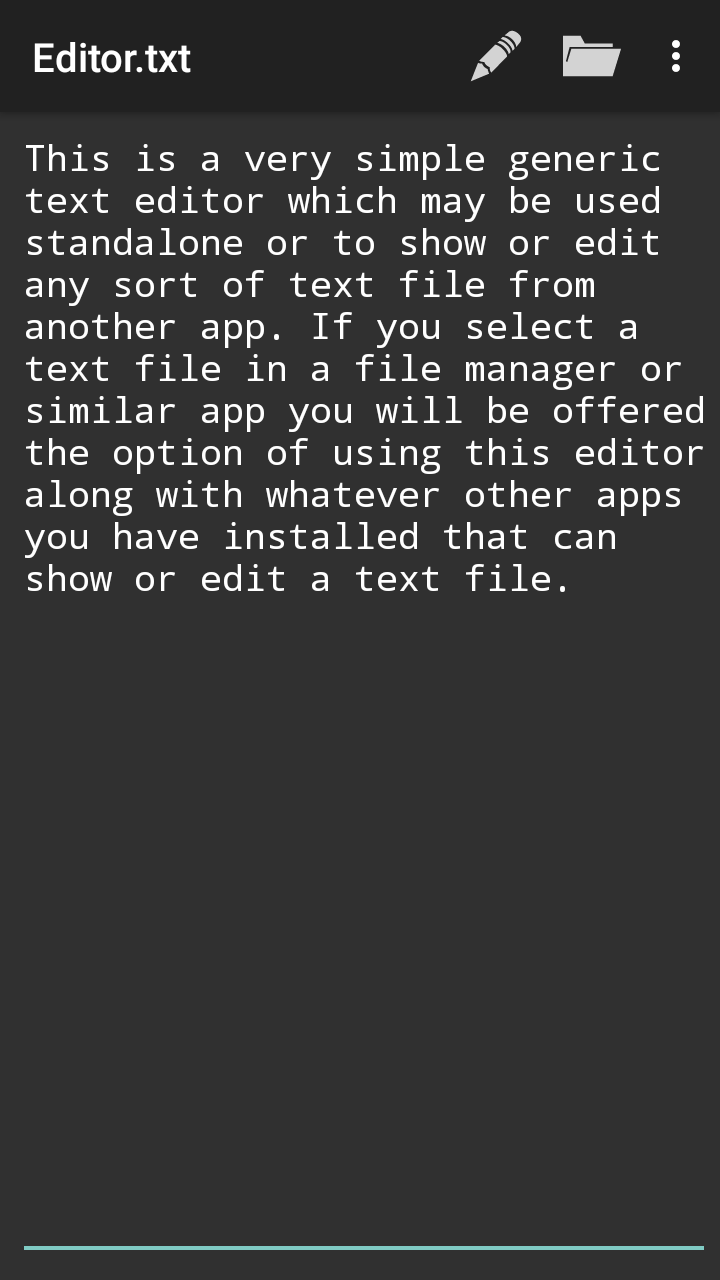 Editor.txt
This is a very simple generic
text editor which may be used
standalone or to show or edit
any sort of text file from
another app. If you select a
text file in a file manager or
similar app you will be offered
the option of using this editor
along with whatever other apps
you have installed that can
show or edit a text file.